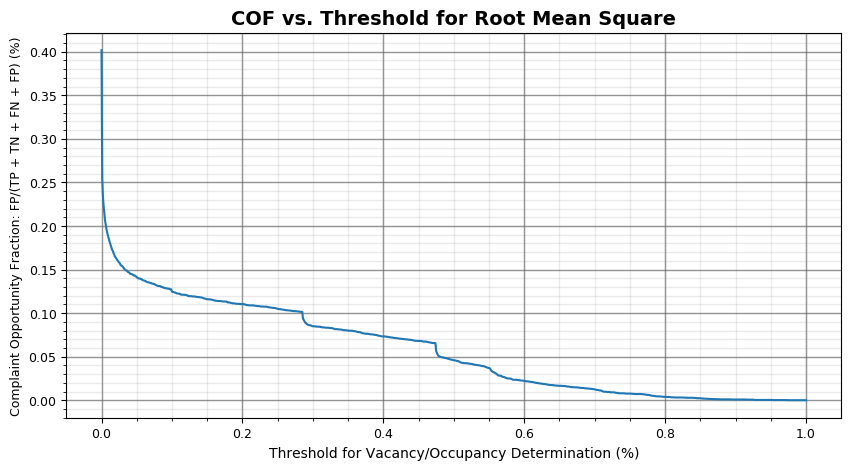 COF vs. Threshold for Root Mean Square
Complaint Opportunity Fraction: FP/(TP + TN + FN + FP) (%)
0.40
0.35
0.30
0.25
0.20
0.15
0.10
0.05
0.00
0.0 0.2 0.4 0.6 0.8 1.0
Threshold for Vacancy/Occupancy Determination (%)